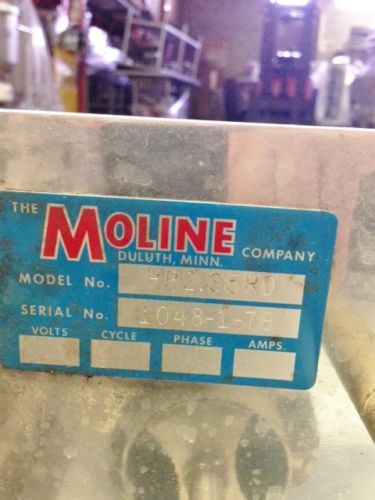 THE MOLINE COMPANY
DULUTH, MINN.
MODEL No.
SERIAL No. 1048-1-78
VOLTS CYCLE PHASE AMPS.